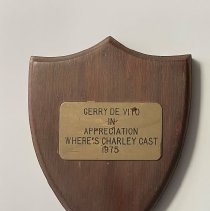 GERRY DE VITO
-IN-
APPRECIATION
WHERE'S CHARLEY CAST
1975